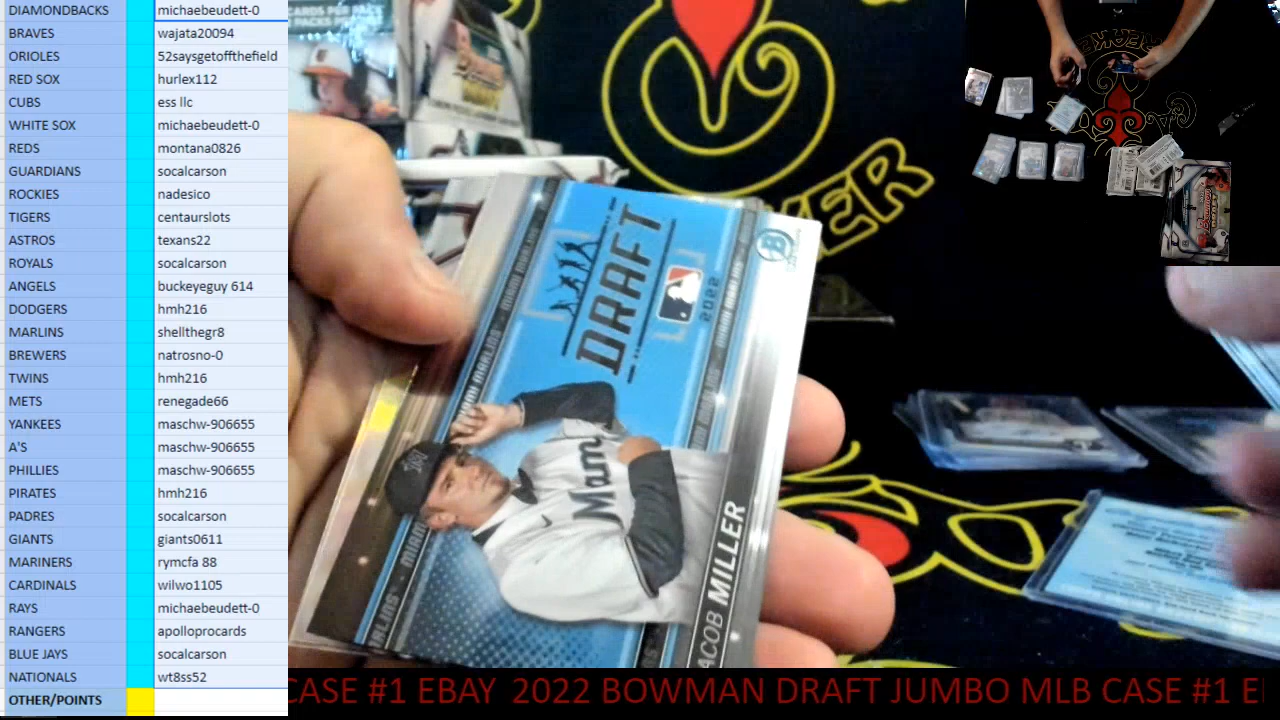 DIAMONDBACKS michaebeudett-0
BRAVES wajata20094
ORIOLES 52saysgetoffthefield
RED SOX hurlex112
CUBS ess llc
WHITE SOX michaebeudett-0
REDS montana0826
GUARDIANS socalcarson
ROCKIES nadesico
TIGERS centaurslots
ASTROS texans22
ROYALS socalcarson
ANGELS buckeyeguy 614
DODGERS hmh216
MARLINS shellthegr8
BREWERS natrosno-0
TWINS hmh216
METS renegade66
YANKEES maschw-906655
A'S maschw-906655
PHILLIES maschw-906655
PIRATES hmh216
PADRES socalcarson
GIANTS giants0611
MARINERS rymcfa 88
CARDINALS wilwo1105
RAYS michaebeudett-0
RANGERS apolloprocards
BLUE JAYS socalcarson
NATIONALS wt8ss52
OTHER/POINTS
DRAFT
2022
MIAMI MARLINS
ACOB MILLER
CASE #1 EBAY 2022 BOWMAN DRAFT JUMBO MLB CASE #1 E